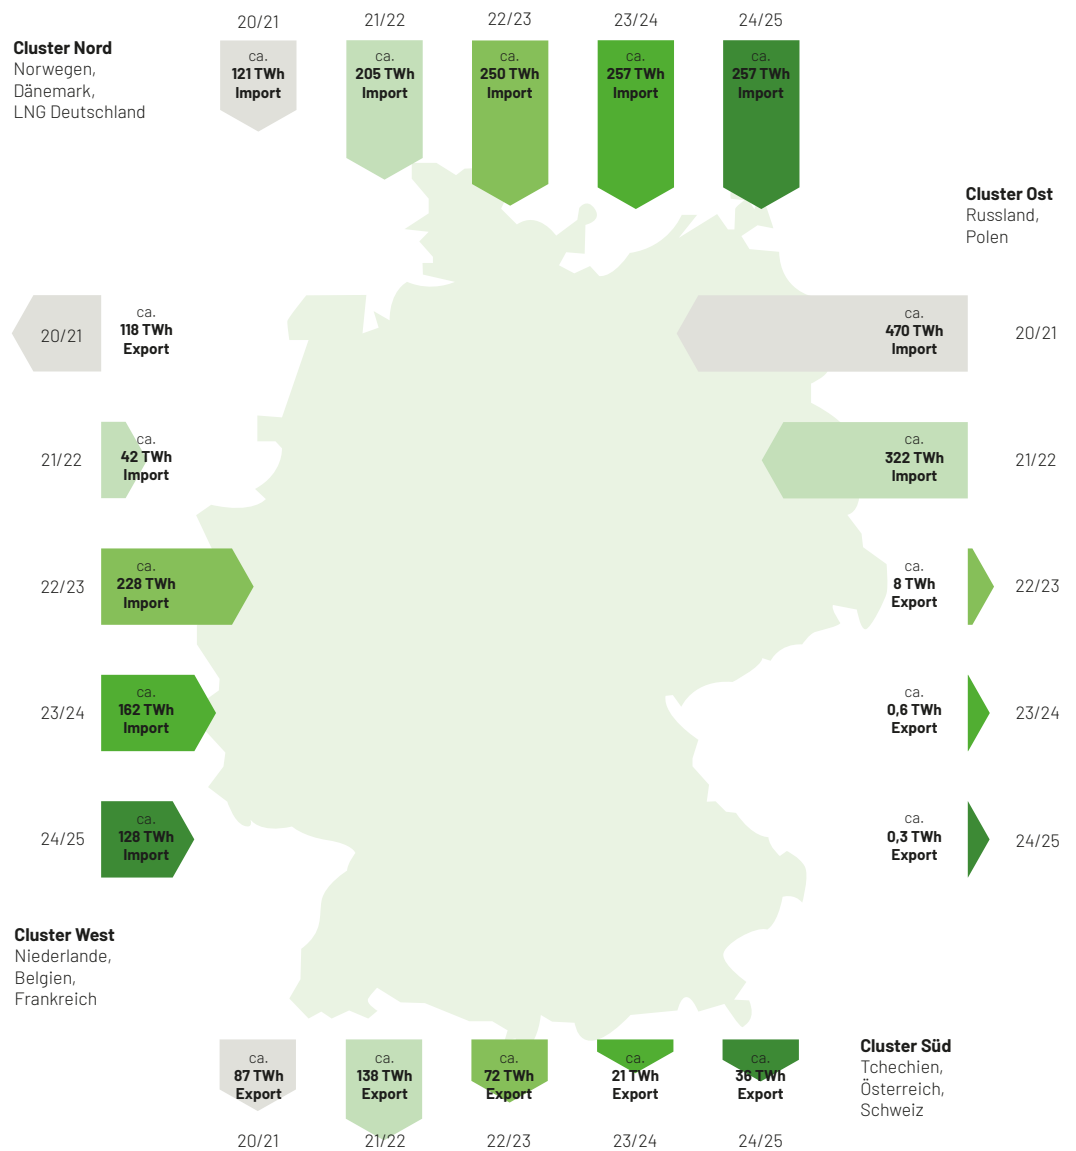 20/21
21/22
22/23
23/24
24/25
Cluster Nord
Norwegen,
Dänemark,
LNG Deutschland
ca.
121 TWh
Import
ca.
205 TWh
Import
ca.
250 TWh
Import
ca.
257 TWh
Import
ca.
257 TWh
Import
Cluster Ost
Russland,
Polen
20/21
ca.
118 TWh
Export
ca.
470 TWh
Import
20/21
21/22
ca.
42 TWh
Import
ca.
322 TWh
Import
21/22
22/23
ca.
228 TWh
Import
ca.
8 TWh
Export
22/23
23/24
ca.
162 TWh
Import
ca.
0,6 TWh
Export
23/24
24/25
ca.
128 TWh
Import
ca.
0,3 TWh
Export
24/25
Cluster West
Niederlande,
Belgien,
Frankreich
ca.
87 TWh
Export
ca.
138 TWh
Export
ca.
72 TWh
Export
ca.
21 TWh
Export
ca.
36 TWh
Export
Cluster Süd
Tchechien,
Österreich,
Schweiz
20/21
21/22
22/23
23/24
24/25